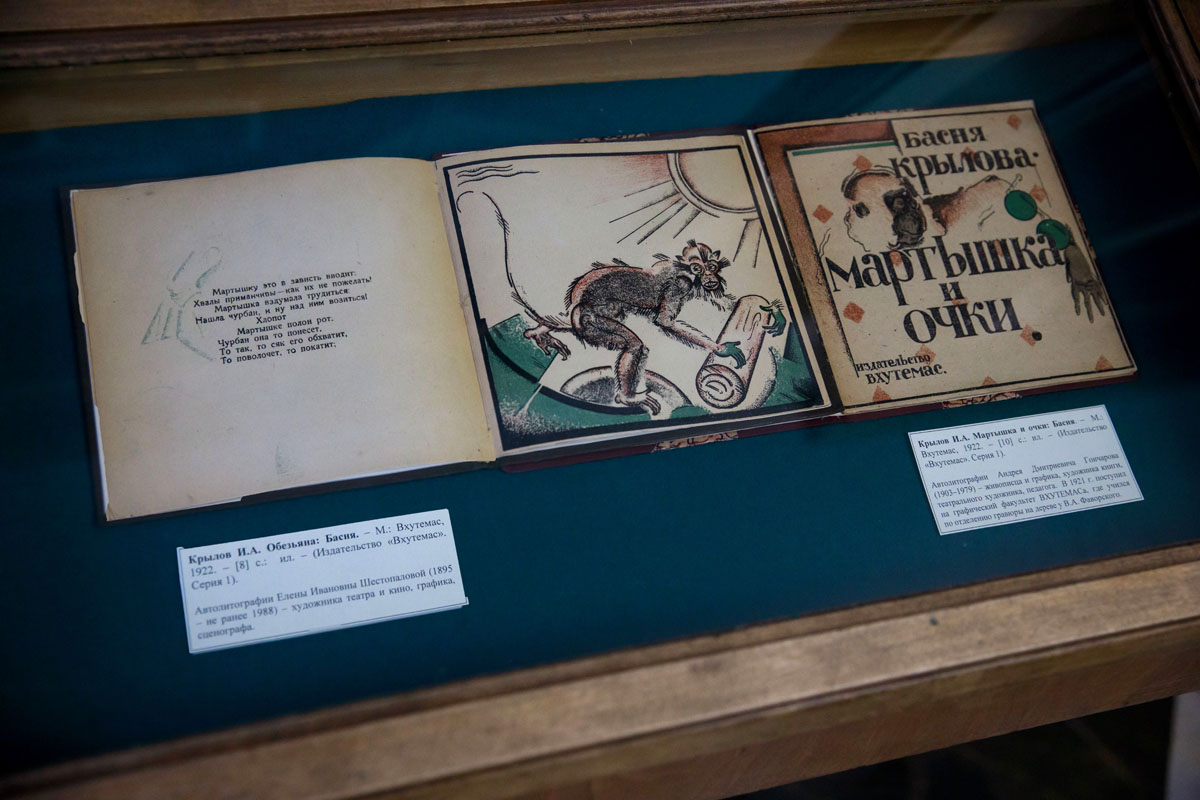 Мартышку это в зависть вводит:
Хвалы приманчивы—как их не пожелать!
Мартышка вздумала трудиться:
Нашла чурбан, и ну над ним возиться!
Хлопот
Мартышке полон рот.
Чурбан она то понесет,
То так, то сяк его обхватит,
То поволочет, то покатит;
Басня
Крылова.
Мартышка
и
очки
издательство
вхутемас.
Крылов И.А. Обезьяна: Басня. – М.: Вхутемас,
1922. – [8] с.: ил. – (Издательство «Вхутемас».
Серия 1).
Автолитографии Елены Ивановны Шестопаловой (1895
– не ранее 1988) – художника театра и кино, графика,
сценографа.
Крылов И.А. Мартышка и очки: Басня. – М.:
Вхутемас, 1922. – [10] с.: ил. – (Издательство
«Вхутемас». Серия 1).
Автолитографии Андрея Дмитриевича Гончарова
(1903–1979) – живописца и графика, художника книги,
театрального художника, педагога. В 1921 г. поступил
на графический факультет ВХУТЕМАСа, где учился
по отделению гравюры на дереве у В.А. Фаворского.